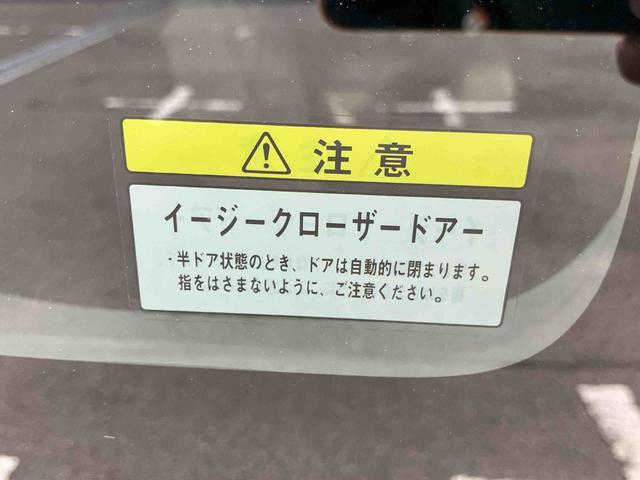 注意
イージークローザードアー
・半ドア状態のとき、ドアは自動的に閉まります。
指をはさまないように、ご注意ください。